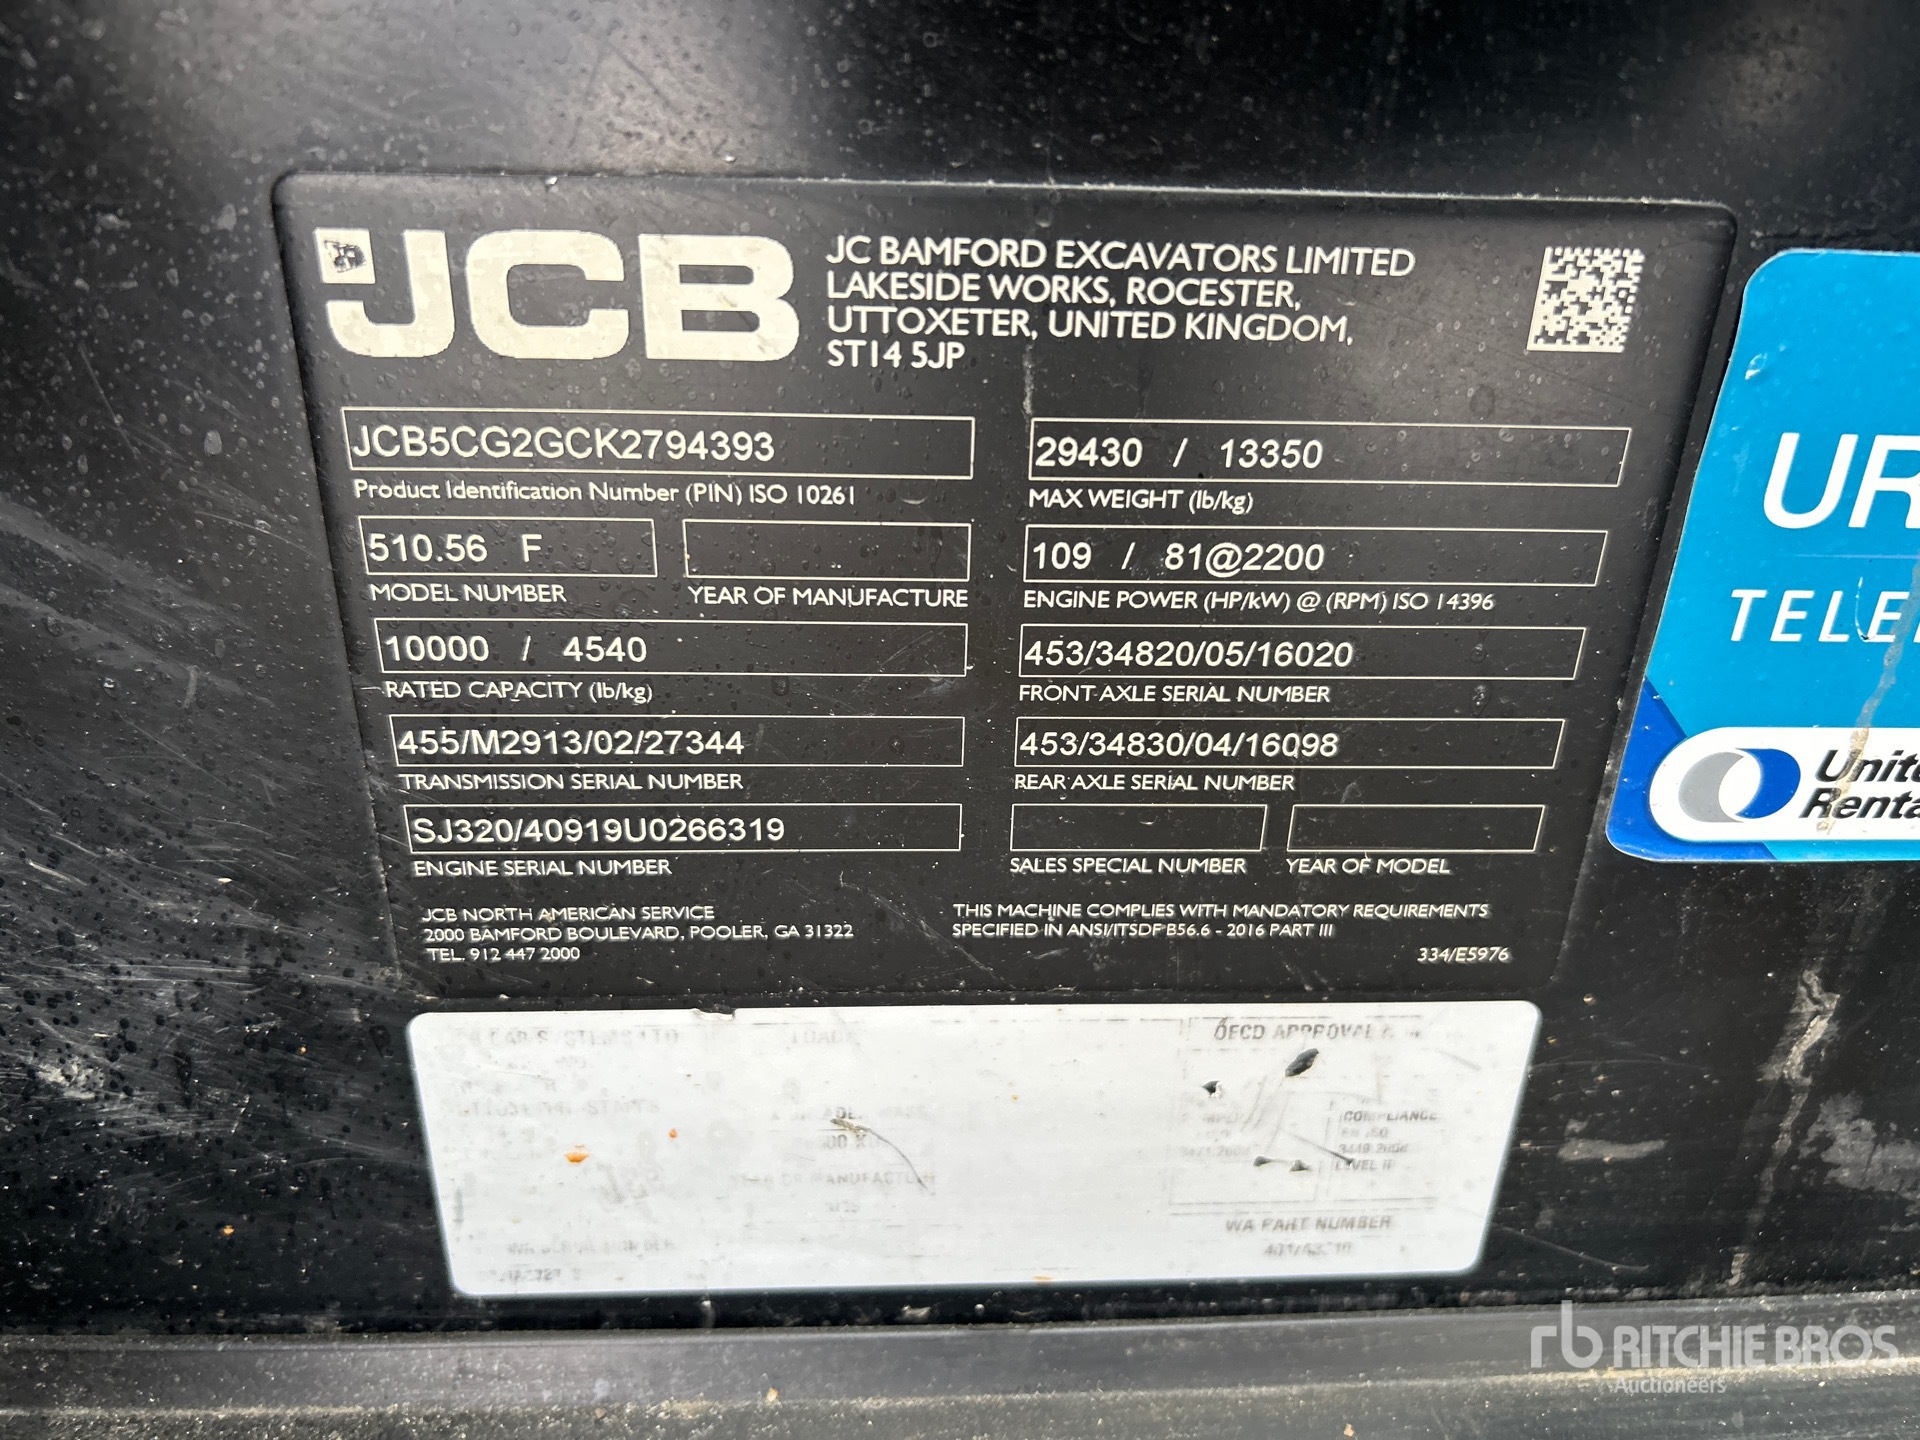 JCB
JC BAMFORD EXCAVATORS LIMITED
LAKESIDE WORKS, ROCESTER,
UTTOXETER, UNITED KINGDOM,
ST14 5JP
JCB5CG2GCK2794393
Product Identification Number (PIN) ISO 10261
29430 / 13350
MAX WEIGHT (lb/kg)
510.56 F
MODEL NUMBER
YEAR OF MANUFACTURE
109 / 81@2200
ENGINE POWER (HP/kW) @ (RPM) ISO 14396
10000 / 4540
RATED CAPACITY (lb/kg)
453/34820/05/16020
FRONT AXLE SERIAL NUMBER
455/M2913/02/27344
TRANSMISSION SERIAL NUMBER
453/34830/04/16098
REAR AXLE SERIAL NUMBER
SJ320/40919U0266319
ENGINE SERIAL NUMBER
SALES SPECIAL NUMBER
YEAR OF MODEL
JCB NORTH AMERICAN SERVICE
2000 BAMFORD BOULEVARD, POOLER, GA 31322
TEL. 912 447 2000
THIS MACHINE COMPLIES WITH MANDATORY REQUIREMENTS
SPECIFIED IN ANSI/ITSDF B56.6 - 2016 PART III
334/E5976
OECD APPROVAL
COMPLIANCE
LEVEL II
WA PART NUMBER
UR
TELE
United
Renta
rb RITCHIE BROS
Auctioneers